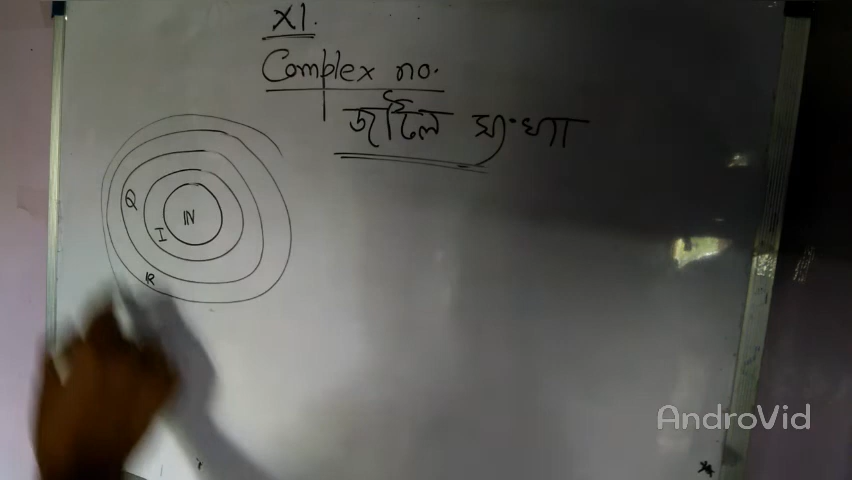 XI.
Complex no.
জটিল সংখ্যা
Q
IN
I
R
AndroVid